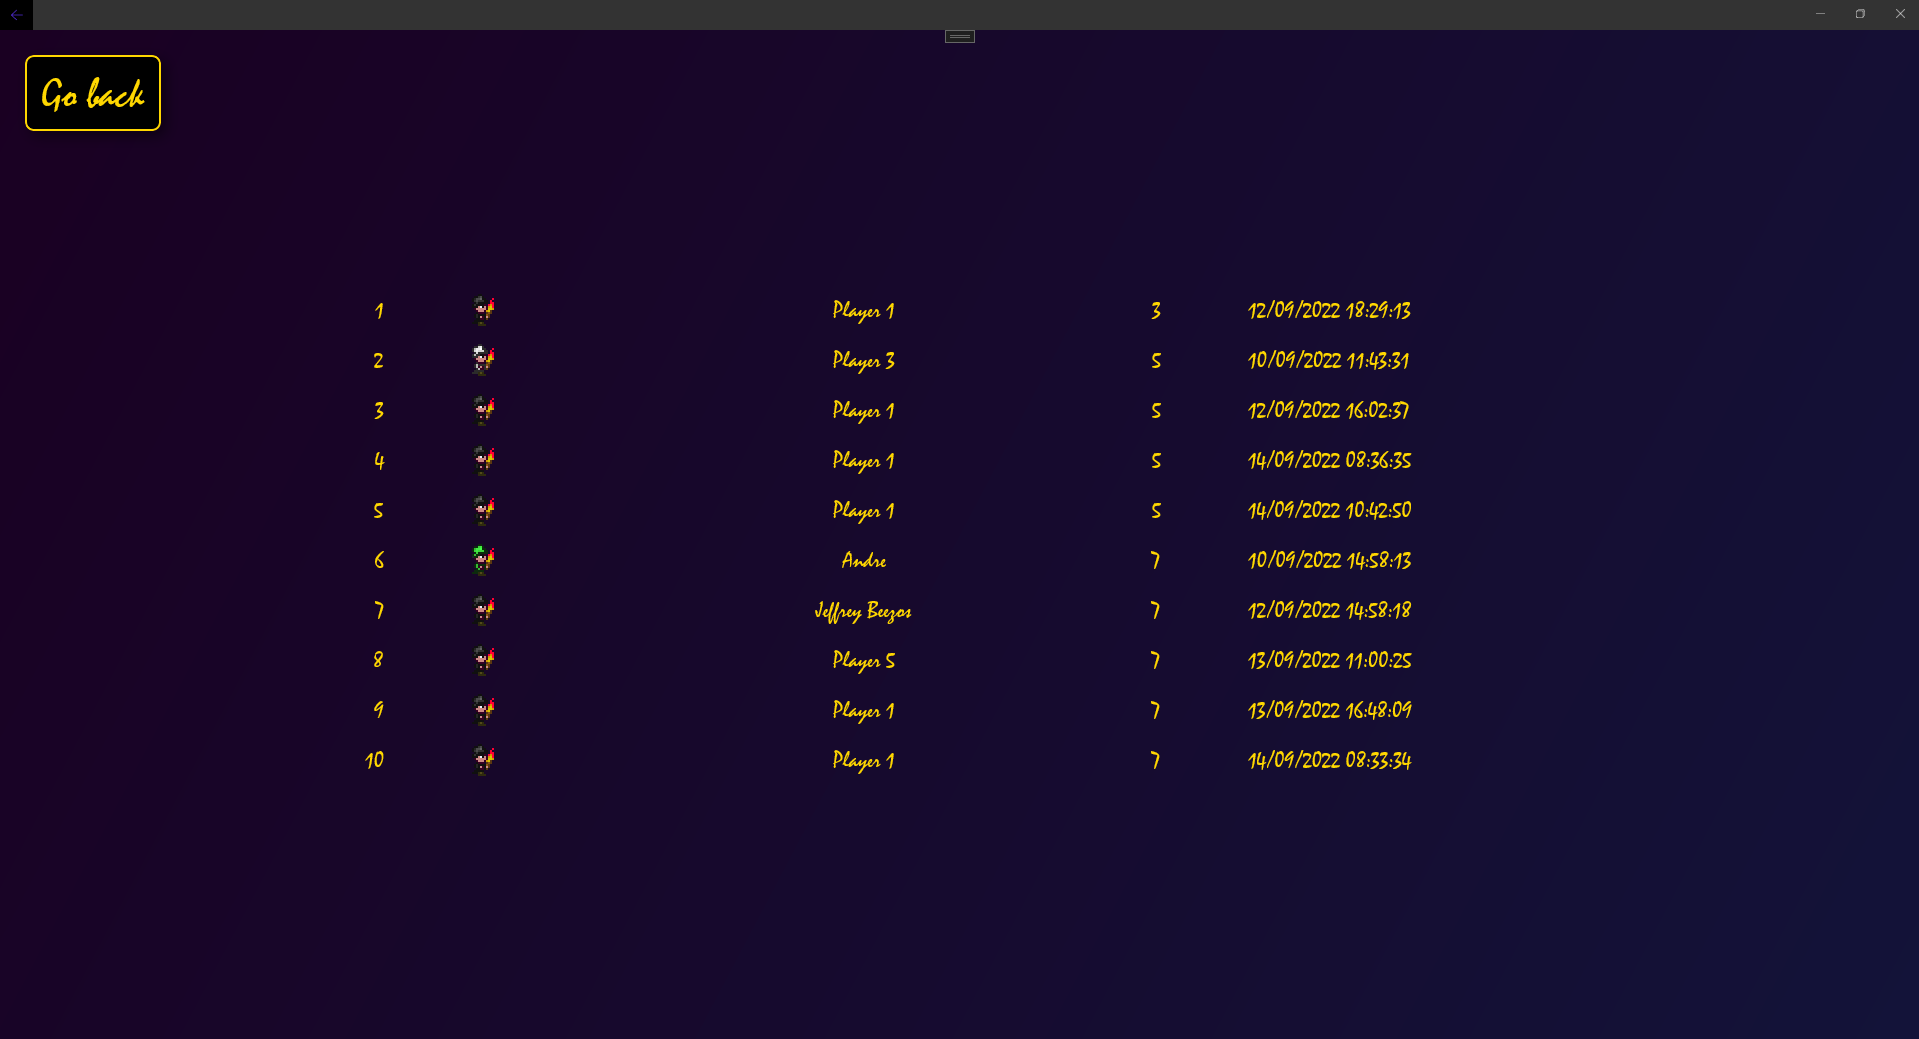 Go back
1 Player 1 3 12/09/2022 18:29:13
2 Player 3 5 10/09/2022 11:43:31
3 Player 1 5 12/09/2022 16:02:37
4 Player 1 5 14/09/2022 08:36:35
5 Player 1 5 14/09/2022 10:42:50
6 Andre 7 10/09/2022 14:58:13
7 Jeffrey Beezos 7 12/09/2022 14:58:18
8 Player 5 7 13/09/2022 11:00:25
9 Player 1 7 13/09/2022 16:48:09
10 Player 1 7 14/09/2022 08:33:34